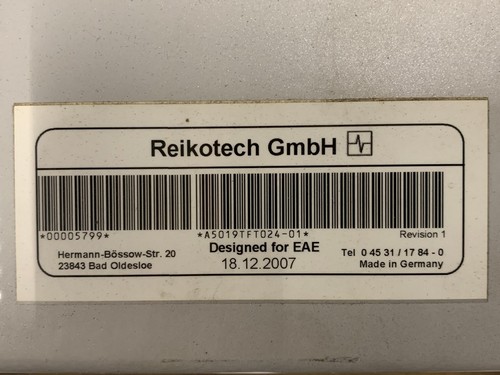 Reikotech GmbH
*00005799* *A5019TFT024-01* Revision 1
Designed for EAE
Hermann-Bössow-Str. 20 18.12.2007 Tel 0 45 31 / 17 84 - 0
23843 Bad Oldesloe Made in Germany